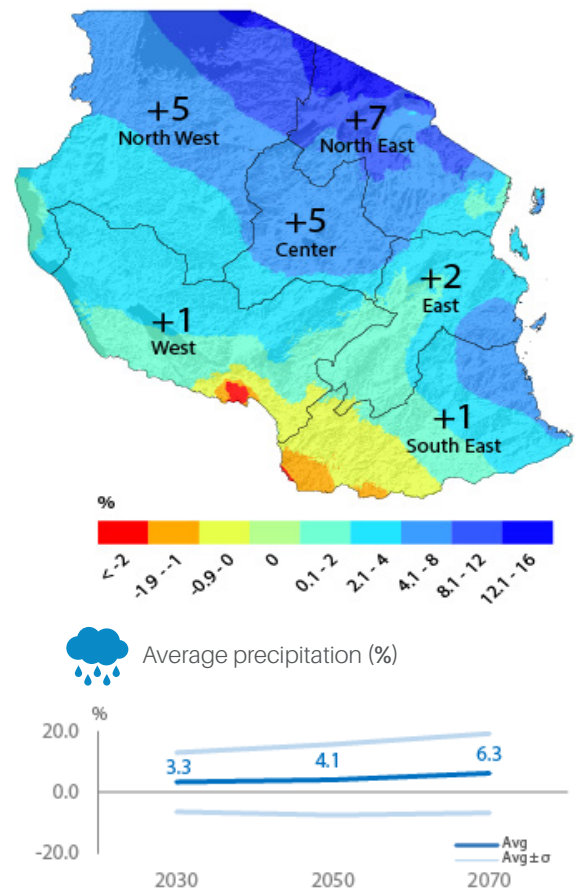 +5
North West
+7
North East
+5
Center
+2
East
+1
West
+1
South East
%
< -2
-1.9 --1
-0.9 - 0
0
0.1 - 2
2.1 - 4
4.1 - 8
8.1 - 12
12.1 - 16
Average precipitation (%)
%
20.0
3.3
4.1
6.3
0.0
-20.0
Avg
Avg ± σ
2030
2050
2070